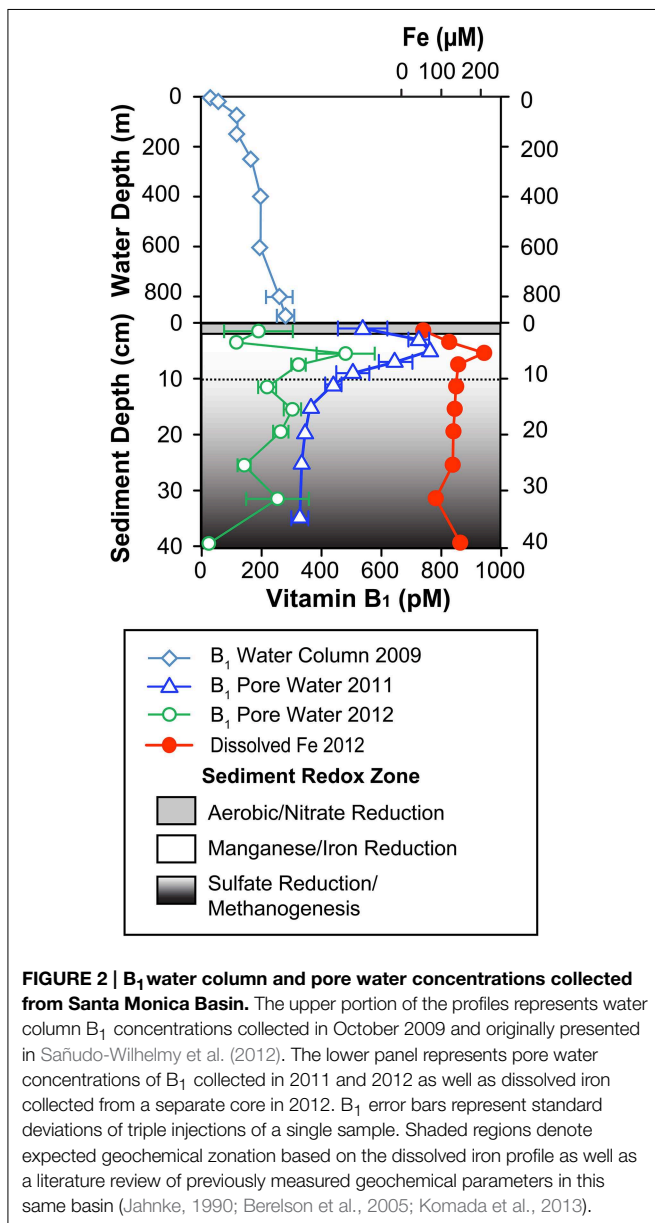 Fe (µM)
0 100 200
Water Depth (m)
0
200
400
600
800
0
200
400
600
800
Sediment Depth (cm)
0
10
20
30
40
0
10
20
30
40
0 200 400 600 800 1000
Vitamin B₁ (pM)
B₁ Water Column 2009
B₁ Pore Water 2011
B₁ Pore Water 2012
Dissolved Fe 2012
Sediment Redox Zone
Aerobic/Nitrate Reduction
Manganese/Iron Reduction
Sulfate Reduction/
Methanogenesis
FIGURE 2 | B₁ water column and pore water concentrations collected
from Santa Monica Basin. The upper portion of the profiles represents water
column B₁ concentrations collected in October 2009 and originally presented
in Sañudo-Wilhelmy et al. (2012). The lower panel represents pore water
concentrations of B₁ collected in 2011 and 2012 as well as dissolved iron
collected from a separate core in 2012. B₁ error bars represent standard
deviations of triple injections of a single sample. Shaded regions denote
expected geochemical zonation based on the dissolved iron profile as well as
a literature review of previously measured geochemical parameters in this
same basin (Jahnke, 1990; Berelson et al., 2005; Komada et al., 2013).